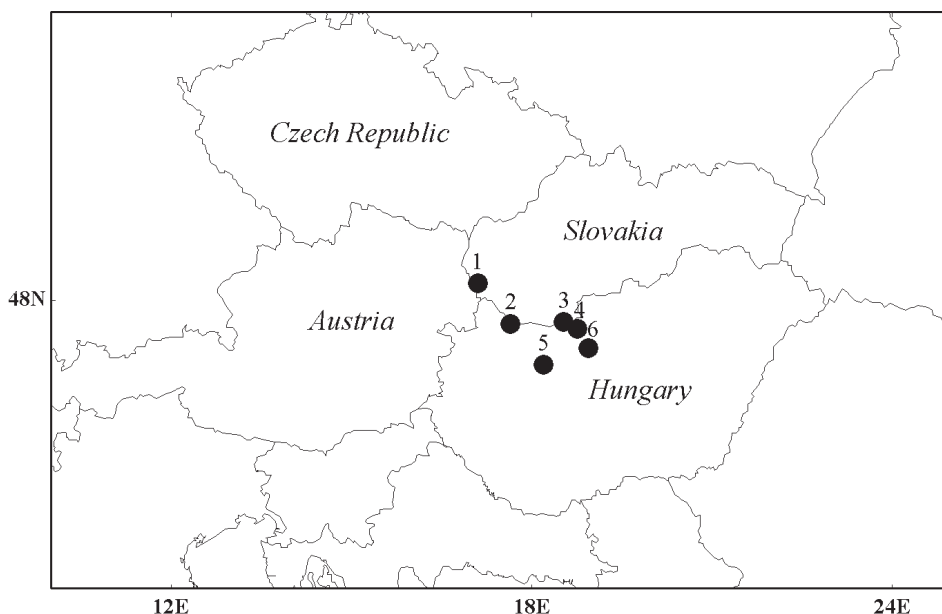 Czech Republic
Slovakia
1
48N
2
3
4
Austria
6
5
Hungary
12E
18E
24E